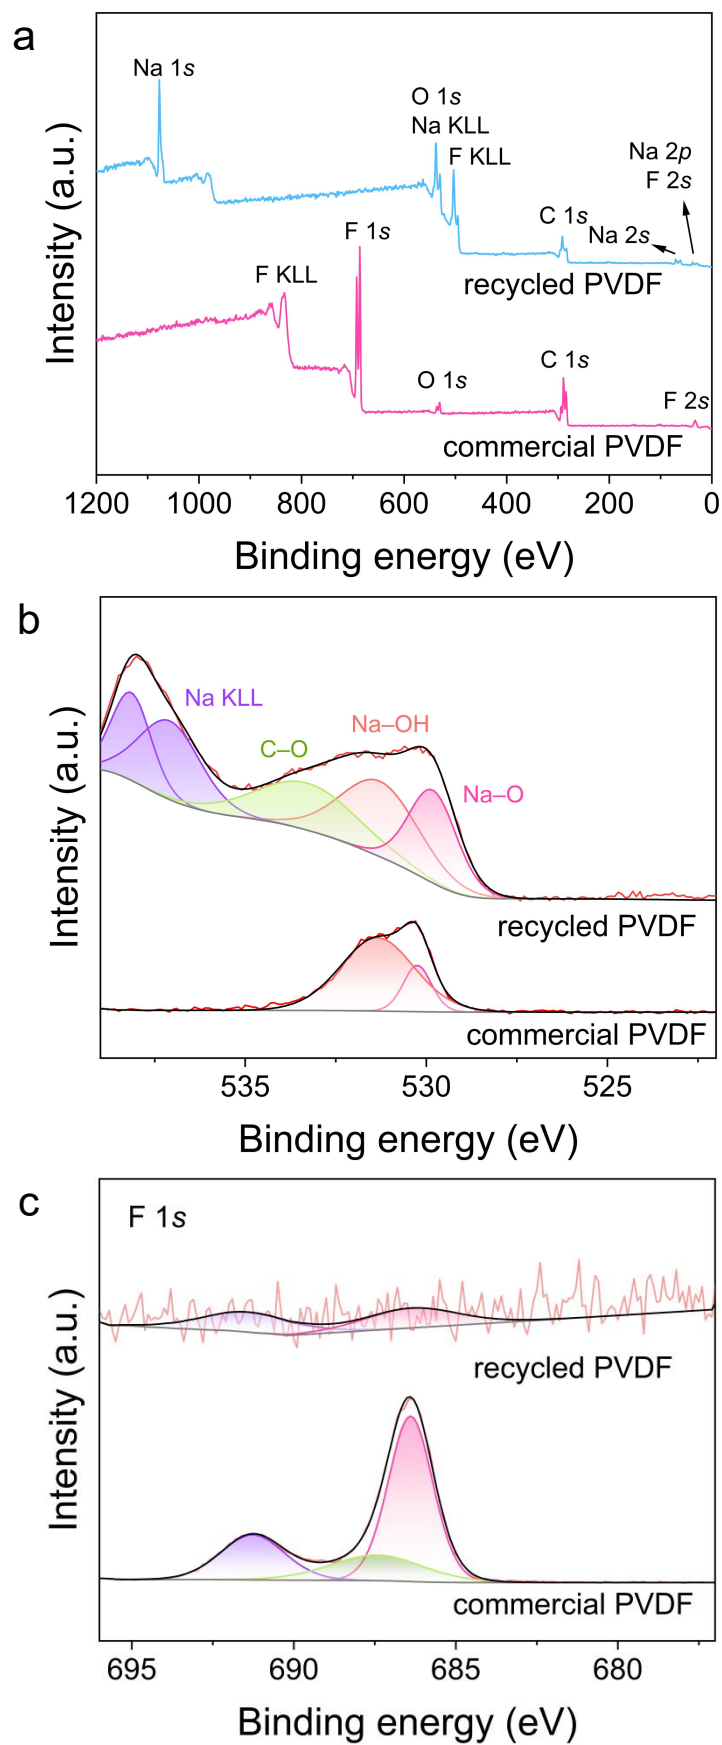 a
Na 1s
O 1s
Na KLL
F KLL
Na 2p
F 2s
C 1s
Na 2s
recycled PVDF
F 1s
F KLL
O 1s
C 1s
F 2s
commercial PVDF
Intensity (a.u.)
1200 1000 800 600 400 200 0
Binding energy (eV)
b
Na KLL
C–O
Na–OH
Na–O
recycled PVDF
commercial PVDF
Intensity (a.u.)
535 530 525
Binding energy (eV)
c
F 1s
recycled PVDF
commercial PVDF
Intensity (a.u.)
695 690 685 680
Binding energy (eV)